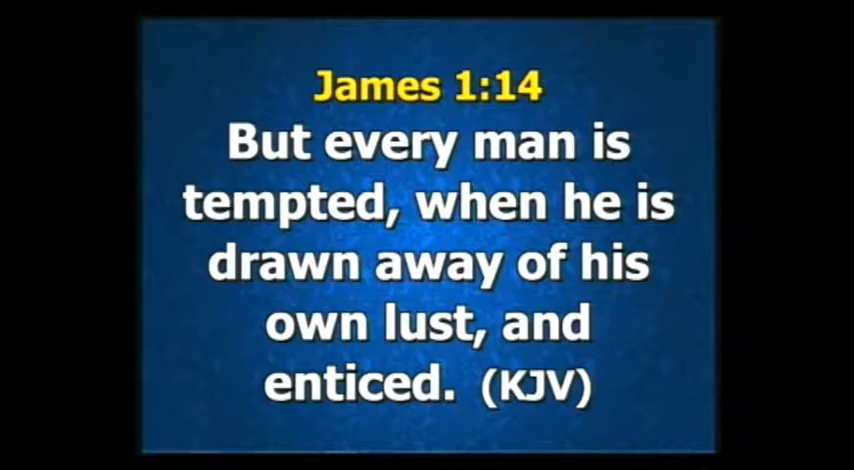 James 1:14
But every man is
tempted, when he is
drawn away of his
own lust, and
enticed. (KJV)